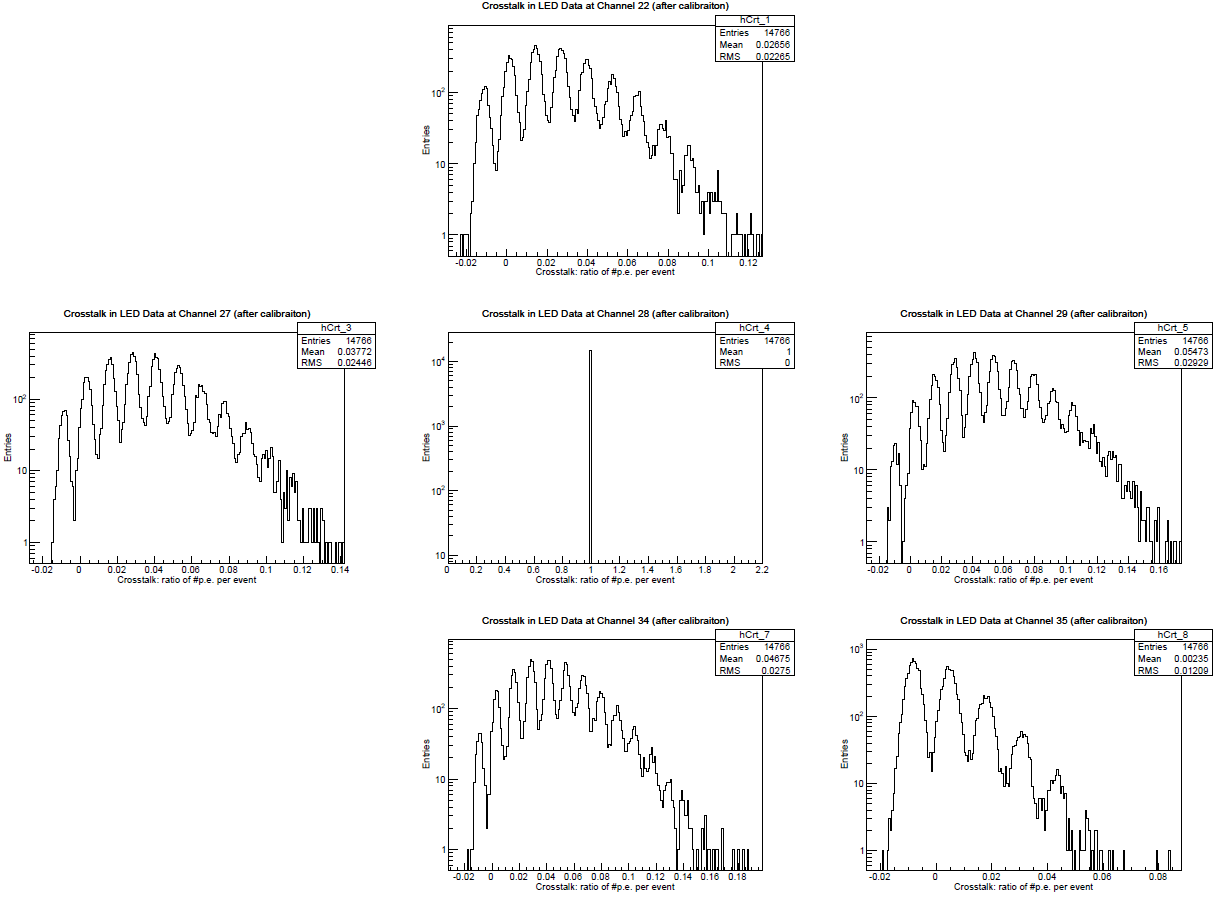 Crosstalk in LED Data at Channel 22 (after calibraiton)
hCrt_1
Entries 14766
Mean 0.02656
RMS 0.02265
Entries
10²
10
1
-0.02 0 0.02 0.04 0.06 0.08 0.1 0.12
Crosstalk: ratio of #p.e. per event
Crosstalk in LED Data at Channel 27 (after calibraiton)
hCrt_3
Entries 14766
Mean 0.03772
RMS 0.02446
Entries
10²
10
1
-0.02 0 0.02 0.04 0.06 0.08 0.1 0.12 0.14
Crosstalk: ratio of #p.e. per event
Crosstalk in LED Data at Channel 28 (after calibraiton)
hCrt_4
Entries 14766
Mean 1
RMS 0
Entries
10⁴
10³
10²
10
0 0.2 0.4 0.6 0.8 1 1.2 1.4 1.6 1.8 2 2.2
Crosstalk: ratio of #p.e. per event
Crosstalk in LED Data at Channel 29 (after calibraiton)
hCrt_5
Entries 14766
Mean 0.05473
RMS 0.02929
Entries
10²
10
1
-0.02 0 0.02 0.04 0.06 0.08 0.1 0.12 0.14 0.16
Crosstalk: ratio of #p.e. per event
Crosstalk in LED Data at Channel 34 (after calibraiton)
hCrt_7
Entries 14766
Mean 0.04675
RMS 0.0275
Entries
10²
10
1
-0.02 0 0.02 0.04 0.06 0.08 0.1 0.12 0.14 0.16 0.18
Crosstalk: ratio of #p.e. per event
Crosstalk in LED Data at Channel 35 (after calibraiton)
hCrt_8
Entries 14766
Mean 0.00235
RMS 0.01209
Entries
10³
10²
10
1
-0.02 0 0.02 0.04 0.06 0.08
Crosstalk: ratio of #p.e. per event